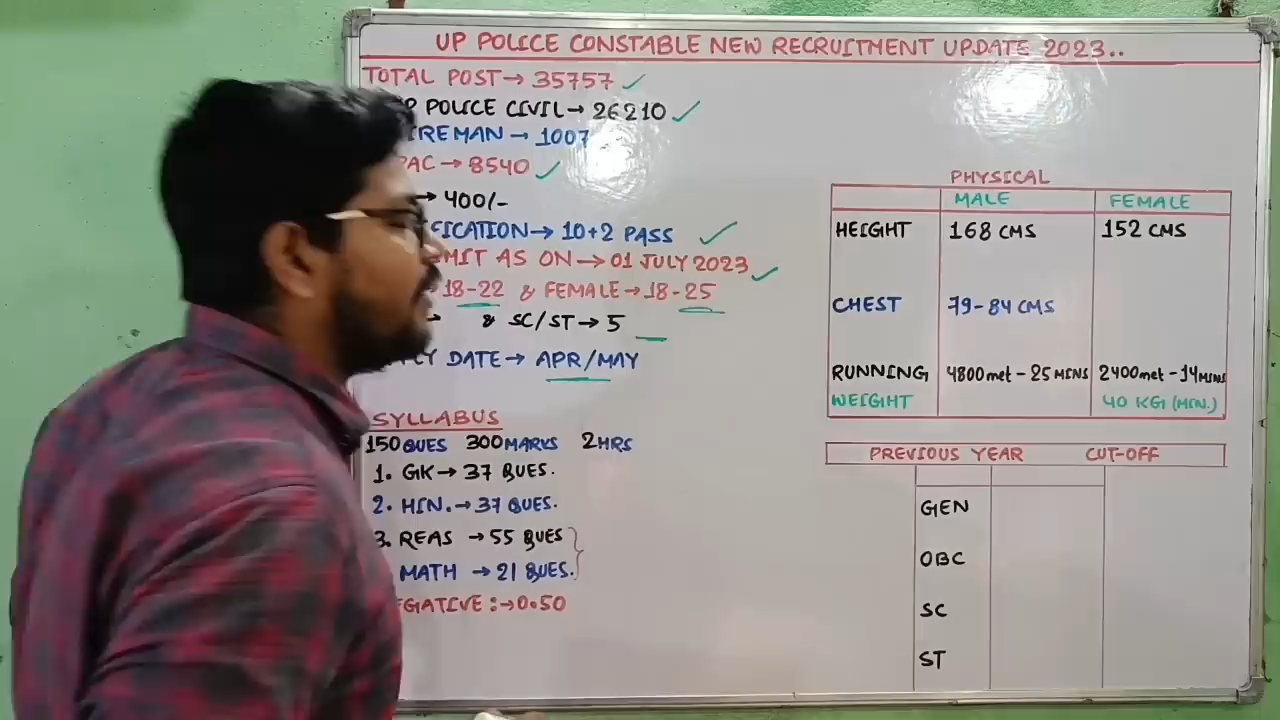 UP POLICE CONSTABLE NEW RECRUITMENT UPDATE 2023..
TOTAL POST → 35757 ✓
UP POLICE CIVIL → 26210 ✓
IREMAN → 1007
PAC → 8540 ✓
→ 400/-
FICATION → 10+2 PASS ✓
MIT AS ON → 01 JULY 2023 ✓
18-22 & FEMALE → 18-25
& SC/ST → 5
LY DATE → APR/MAY
SYLLABUS
150 QUES 300 MARKS 2 HRS
1. GK → 37 QUES.
2. HIN. → 37 QUES.
3. REAS → 55 QUES
MATH → 21 QUES.
GATIVE :→ 0.50
PHYSICAL
MALE FEMALE
HEIGHT 168 CMS 152 CMS
CHEST 79-84 CMS
RUNNING 4800 met - 25 MINS 2400 met - 14 MINS
WEIGHT 40 KG (MIN.)
PREVIOUS YEAR CUT-OFF
GEN
OBC
SC
ST